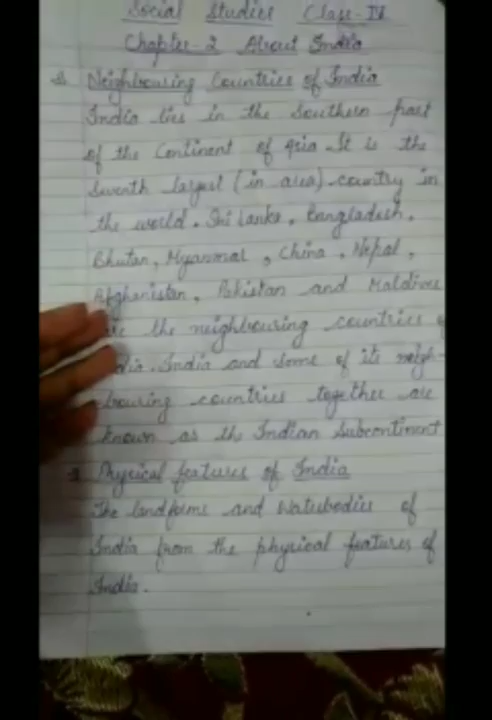 Social Studies Class-IV
Chapter-2 About India
Neighbouring Countries of India
India lies in the Southern part
of the Continent of Asia. It is the
Seventh largest (in area) country in
the world. Sri Lanka, Bangladesh,
Bhutan, Myanmar, China, Nepal,
Afghanistan, Pakistan and Maldives
are the neighbouring countries
India. India and some of its neigh-
bouring countries together are
known as the Indian Subcontinent
Physical features of India
The landforms and Waterbodies of
India from the physical features of
India.